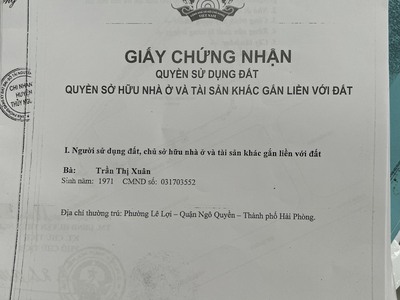 GIẤY CHỨNG NHẬN
QUYỀN SỬ DỤNG ĐẤT
QUYỀN SỞ HỮU NHÀ Ở VÀ TÀI SẢN KHÁC GẮN LIỀN VỚI ĐẤT
CHI NHÁNH
HUYỆN
I. Người sử dụng đất, chủ sở hữu nhà ở và tài sản khác gắn liền với đất
Bà: Trần Thị Xuân
Sinh năm: 1971 CMND số: 031703552
Địa chỉ thường trú: Phường Lê Lợi – Quận Ngô Quyền – Thành phố Hải Phòng.